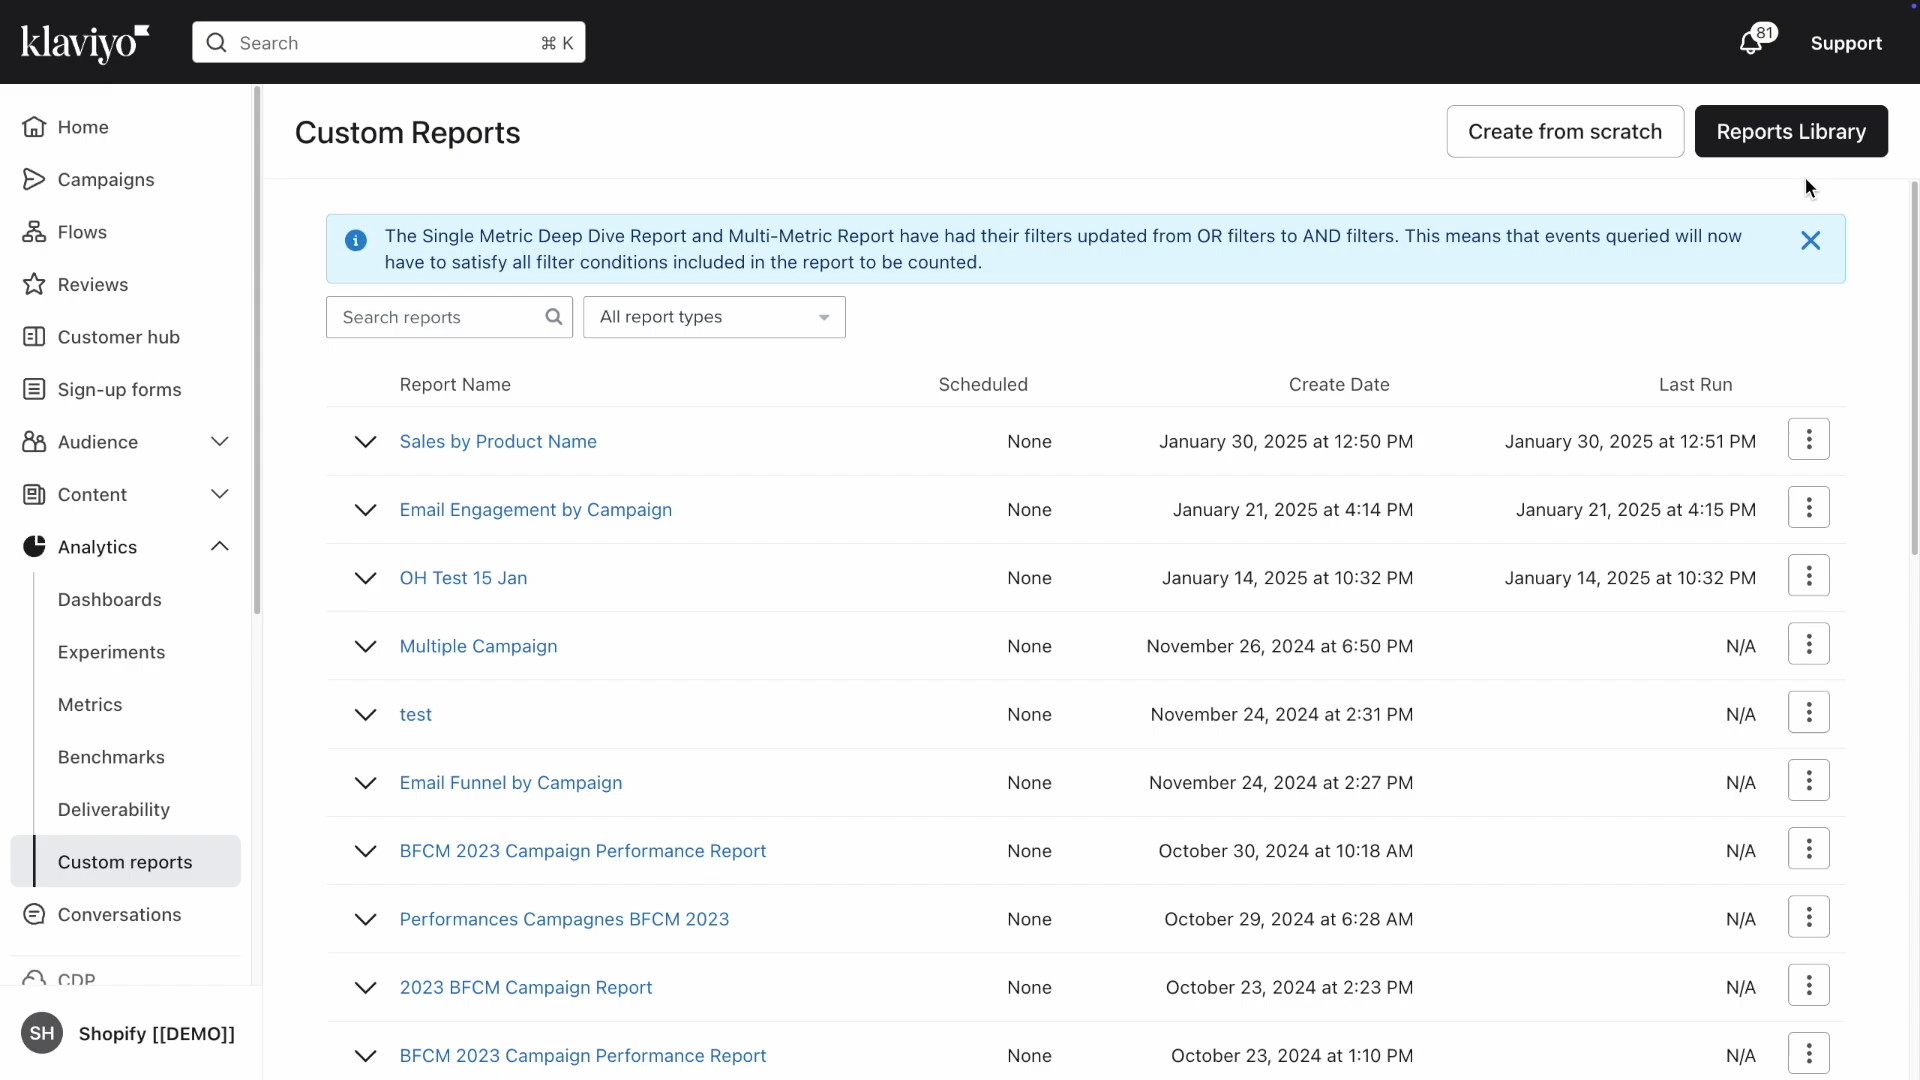 klaviyo
Search ⌘ K
81
Support
Home
Campaigns
Flows
Reviews
Customer hub
Sign-up forms
Audience
Content
Analytics
Dashboards
Experiments
Metrics
Benchmarks
Deliverability
Custom reports
Conversations
CDP
SH Shopify [[DEMO]]
Custom Reports
Create from scratch
Reports Library
The Single Metric Deep Dive Report and Multi-Metric Report have had their filters updated from OR filters to AND filters. This means that events queried will now
have to satisfy all filter conditions included in the report to be counted.
Search reports
All report types
Report Name Scheduled Create Date Last Run
Sales by Product Name None January 30, 2025 at 12:50 PM January 30, 2025 at 12:51 PM
Email Engagement by Campaign None January 21, 2025 at 4:14 PM January 21, 2025 at 4:15 PM
OH Test 15 Jan None January 14, 2025 at 10:32 PM January 14, 2025 at 10:32 PM
Multiple Campaign None November 26, 2024 at 6:50 PM N/A
test None November 24, 2024 at 2:31 PM N/A
Email Funnel by Campaign None November 24, 2024 at 2:27 PM N/A
BFCM 2023 Campaign Performance Report None October 30, 2024 at 10:18 AM N/A
Performances Campagnes BFCM 2023 None October 29, 2024 at 6:28 AM N/A
2023 BFCM Campaign Report None October 23, 2024 at 2:23 PM N/A
BFCM 2023 Campaign Performance Report None October 23, 2024 at 1:10 PM N/A